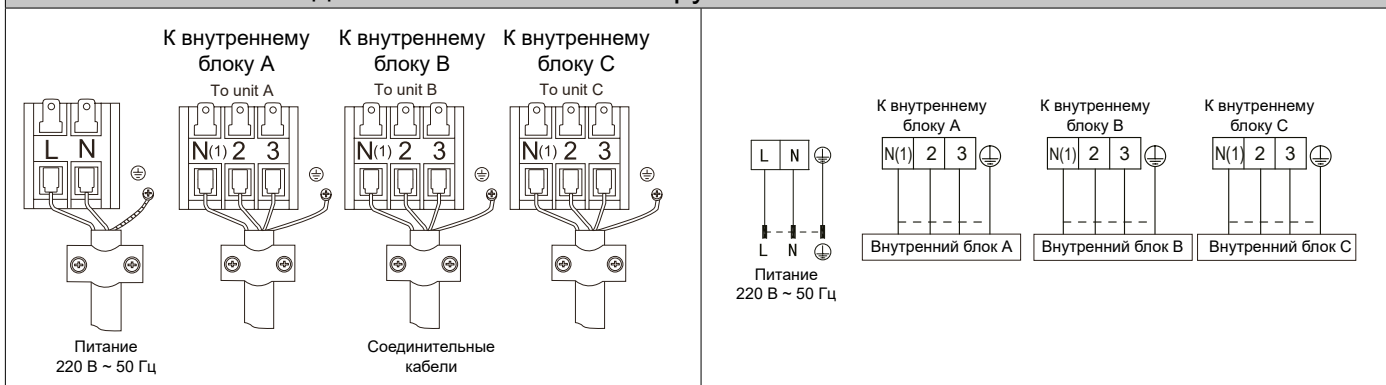 К внутреннему
блоку A
To unit A
К внутреннему
блоку B
To unit B
К внутреннему
блоку C
To unit C
L N
N(1) 2 3
N(1) 2 3
N(1) 2 3
Питание
220 В ~ 50 Гц
Соединительные
кабели
К внутреннему
блоку A
К внутреннему
блоку B
К внутреннему
блоку C
L N
N(1) 2 3
N(1) 2 3
N(1) 2 3
L N
Внутренний блок A
Внутренний блок B
Внутренний блок C
Питание
220 В ~ 50 Гц